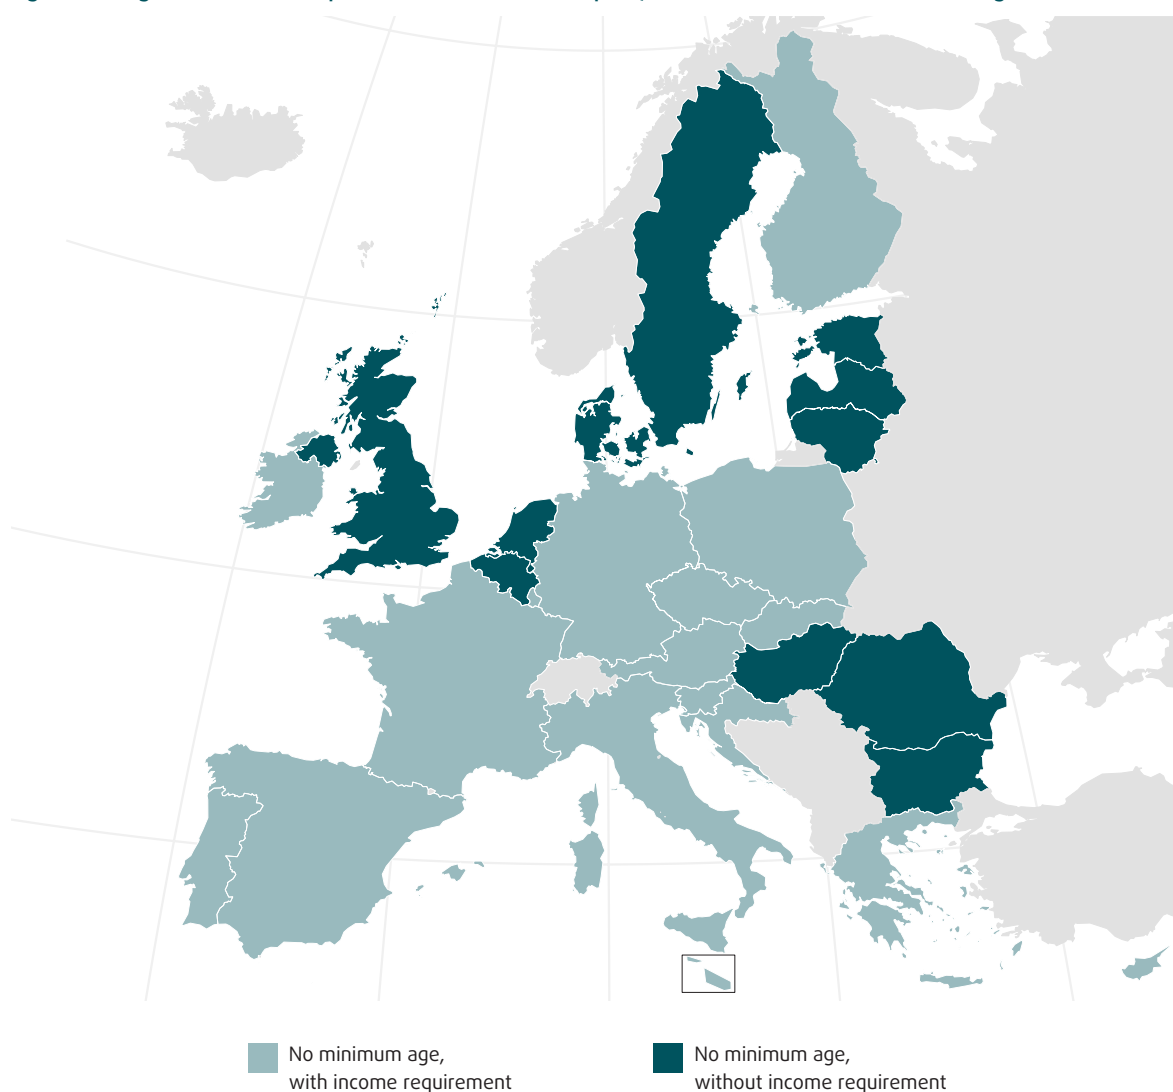 No minimum age,
with income requirement
No minimum age,
without income requirement